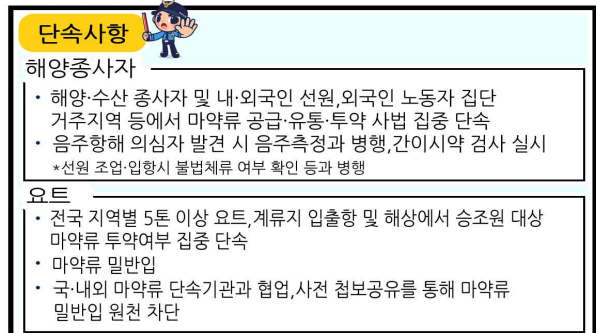 단속사항
해양종사자
· 해양·수산 종사자 및 내·외국인 선원,외국인 노동자 집단
거주지역 등에서 마약류 공급·유통·투약 사법 집중 단속
· 음주항해 의심자 발견 시 음주측정과 병행,간이시약 검사 실시
*선원 조업·입항시 불법체류 여부 확인 등과 병행
요트
· 전국 지역별 5톤 이상 요트,계류지 입출항 및 해상에서 승조원 대상
마약류 투약여부 집중 단속
· 마약류 밀반입
· 국·내외 마약류 단속기관과 협업,사전 첩보공유를 통해 마약류
밀반입 원천 차단